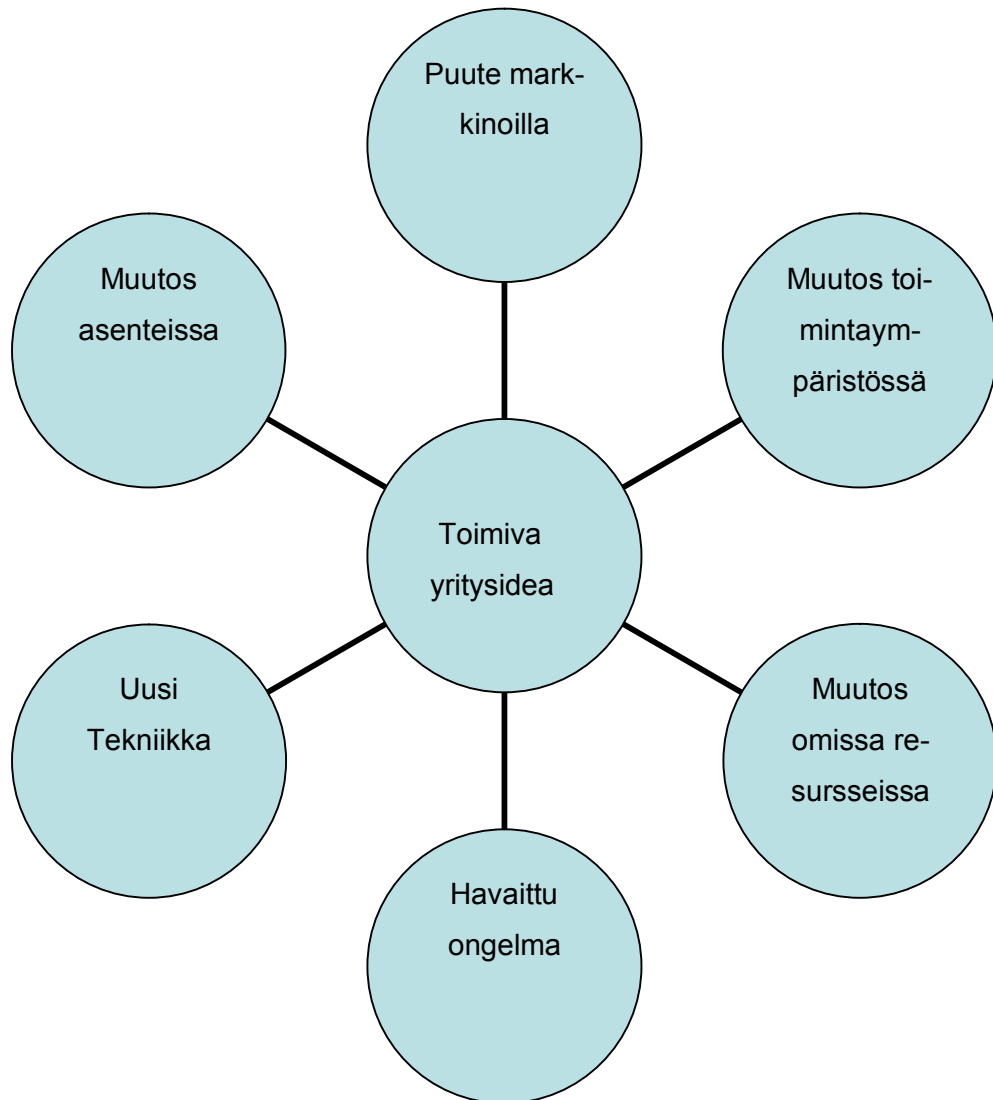 Puute mark-
kinoilla
Muutos
asenteissa
Muutos toi-
mintaym-
päristössä
Toimiva
yritysidea
Uusi
Tekniikka
Muutos
omissa re-
sursseissa
Havaittu
ongelma